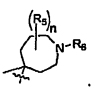 (R₅)n
N-R₆
.